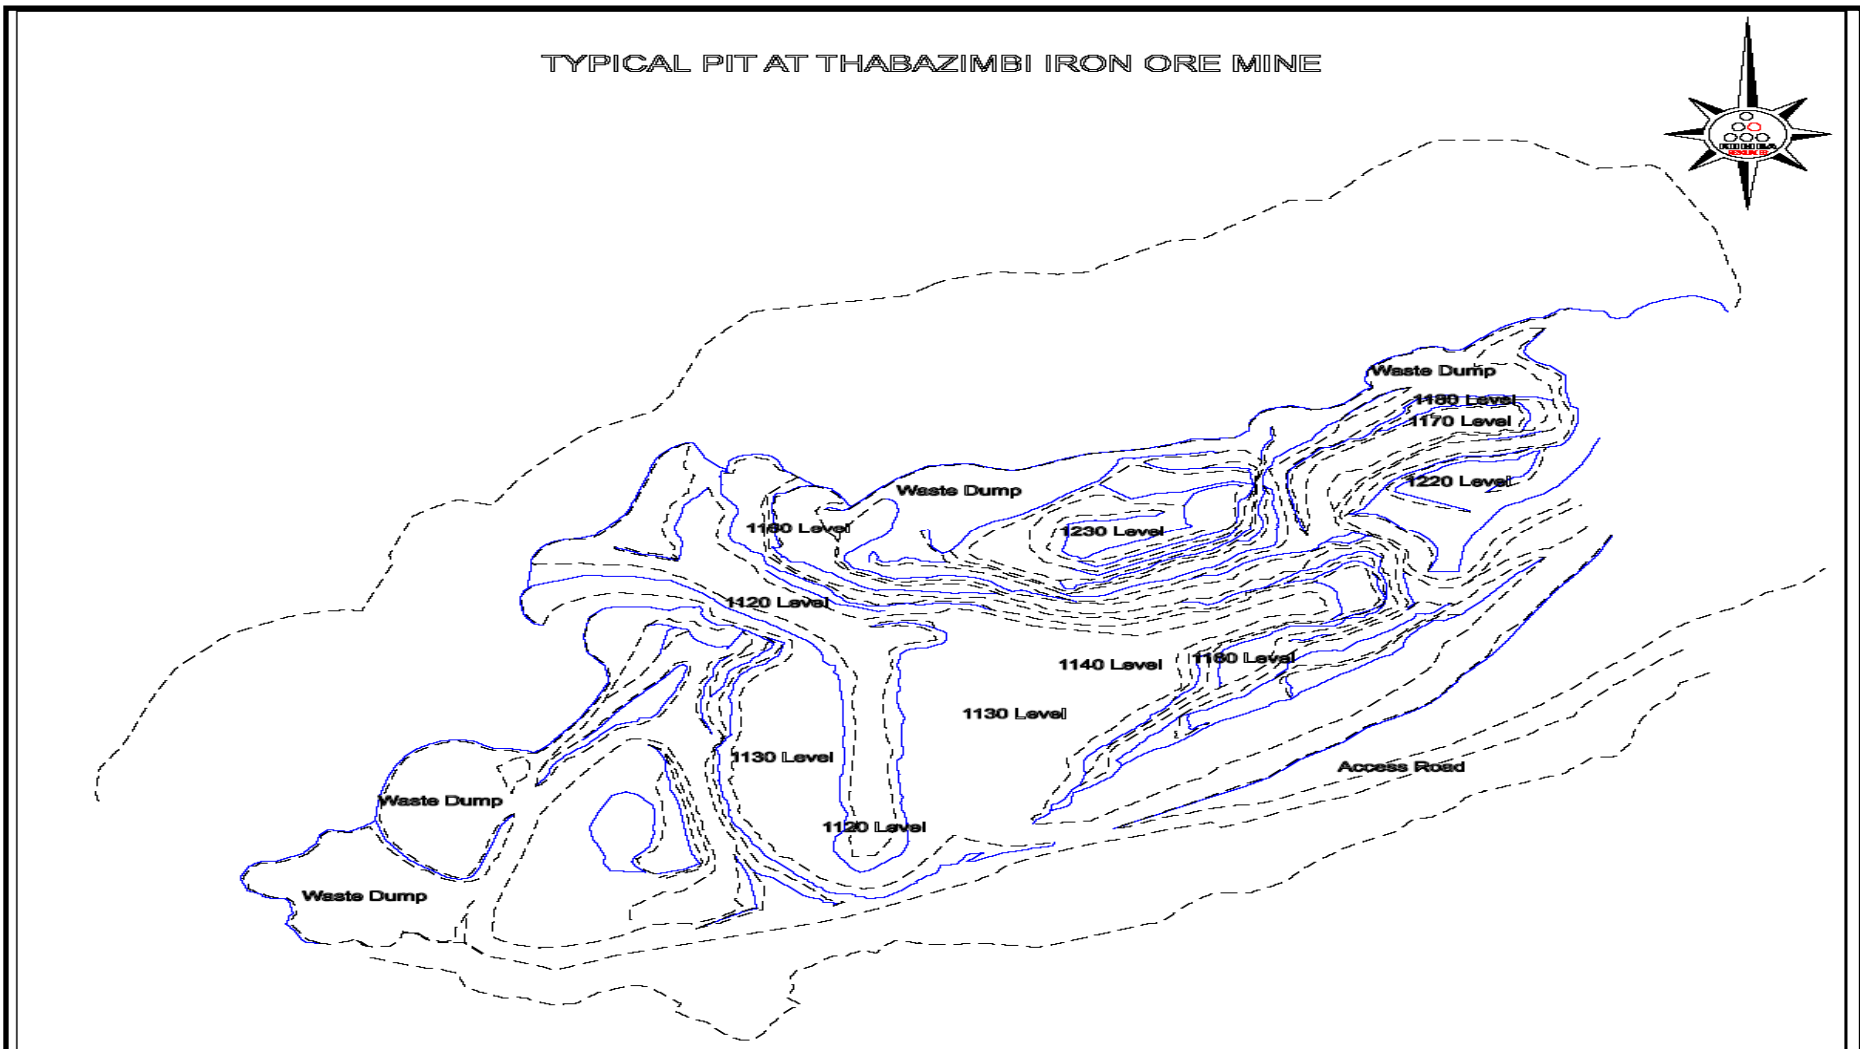 TYPICAL PIT AT THABAZIMBI IRON ORE MINE
KUMBA
Waste Dump
1180 Level
1170 Level
1220 Level
Waste Dump
1160 Level
1230 Level
1120 Level
1140 Level
1160 Level
1130 Level
1130 Level
Access Road
Waste Dump
1120 Level
Waste Dump